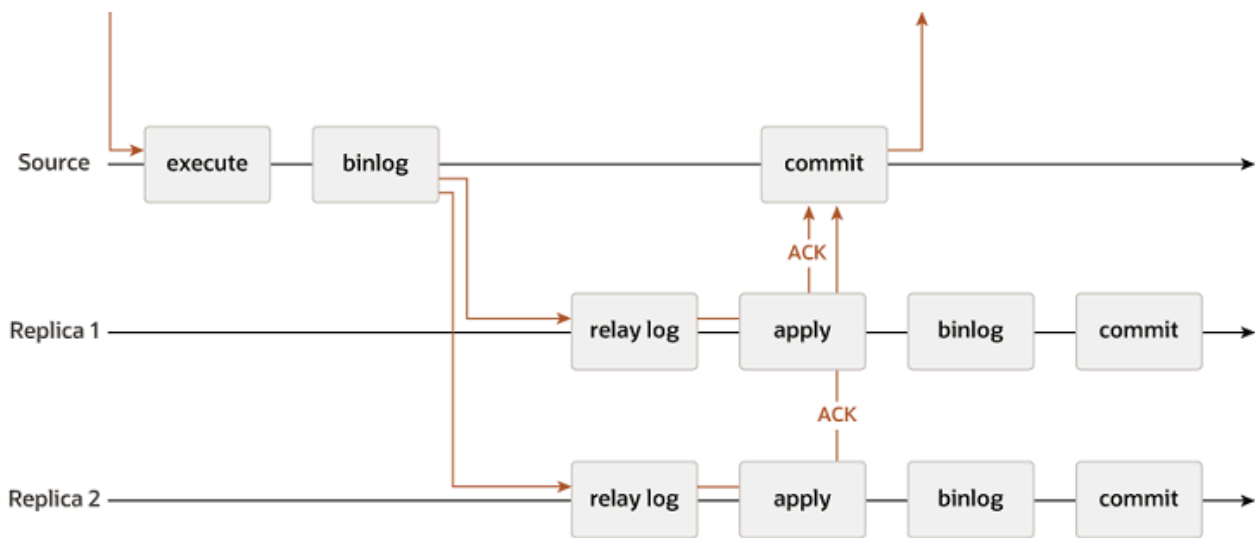 Source execute binlog commit
ACK
Replica 1 relay log apply binlog commit
ACK
Replica 2 relay log apply binlog commit